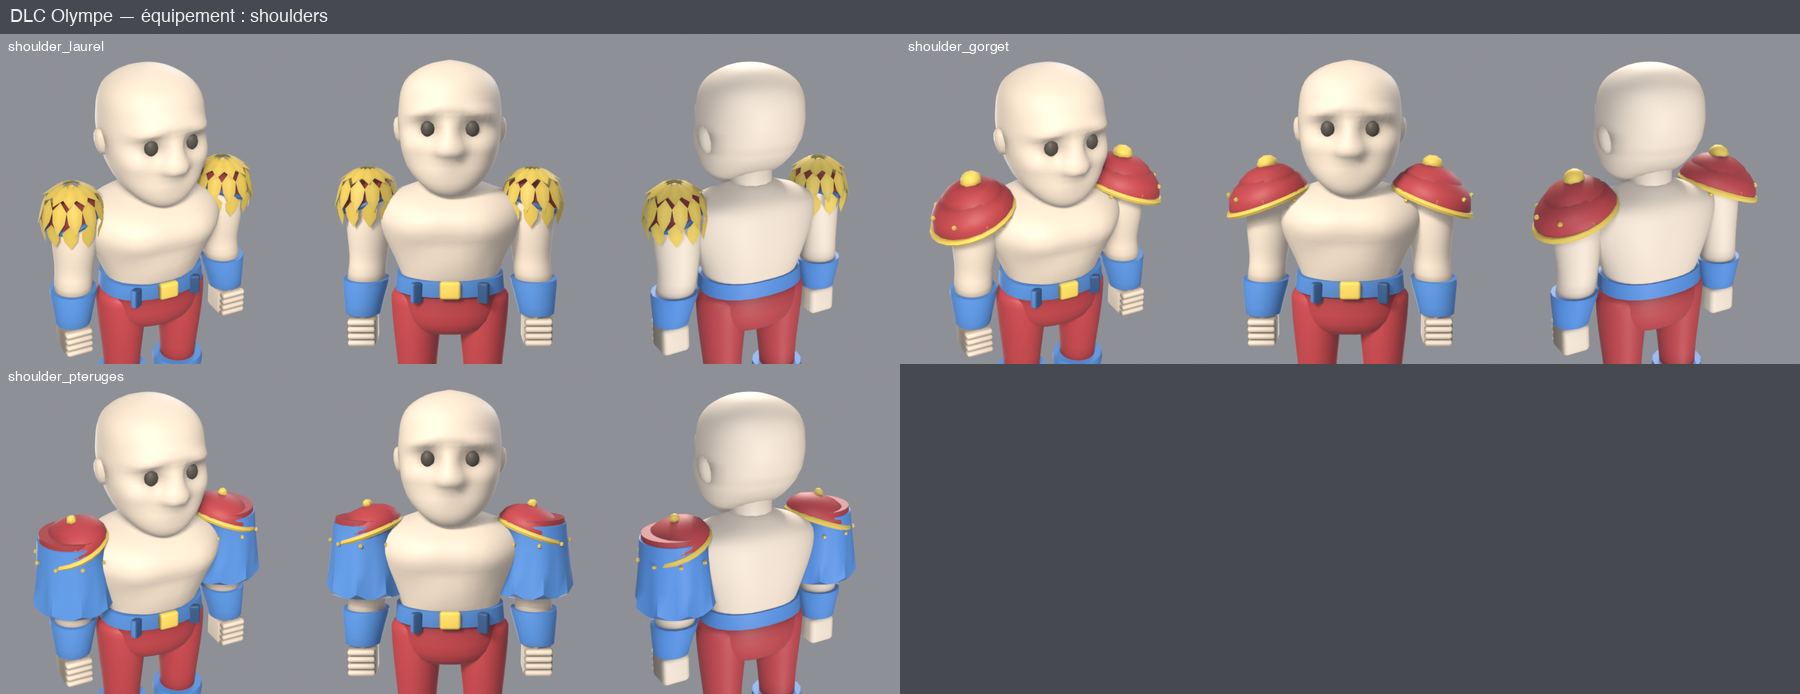 DLC Olympe — équipement : shoulders
shoulder_laurel
shoulder_gorget
shoulder_pteruges